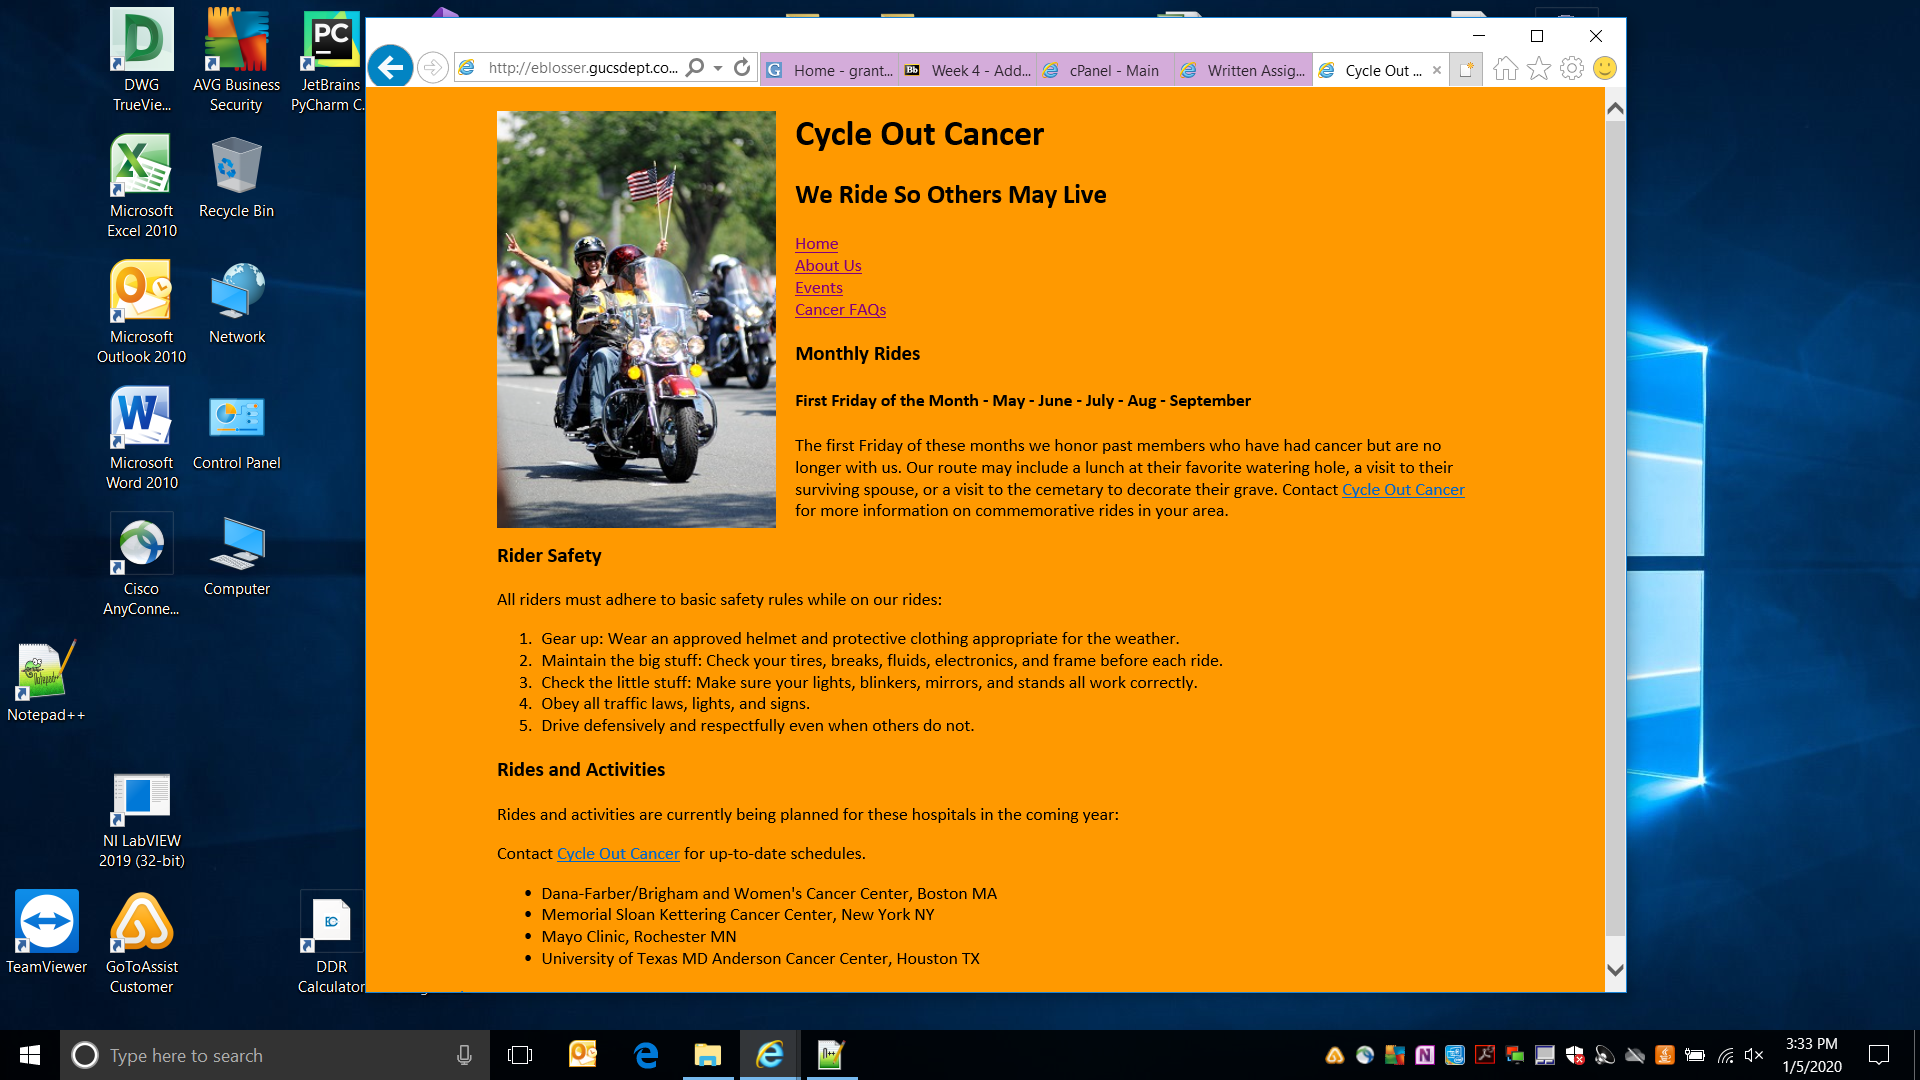 DWG
TrueVie...
AVG Business
Security
PC
JetBrains
PyCharm C.
Microsoft
Excel 2010
Recycle Bin
Microsoft
Outlook 2010
Network
Microsoft
Word 2010
Control Panel
Cisco
AnyConne...
Computer
Notepad++
NI LabVIEW
2019 (32-bit)
TeamViewer
GoToAssist
Customer
DDR
Calculator
http://eblosser.gucsdept.co...
Home - grant...
Bb Week 4 - Add...
cPanel - Main
Written Assig...
Cycle Out ...
Cycle Out Cancer
We Ride So Others May Live
Home
About Us
Events
Cancer FAQs
Monthly Rides
First Friday of the Month - May - June - July - Aug - September
The first Friday of these months we honor past members who have had cancer but are no
longer with us. Our route may include a lunch at their favorite watering hole, a visit to their
surviving spouse, or a visit to the cemetary to decorate their grave. Contact Cycle Out Cancer
for more information on commemorative rides in your area.
Rider Safety
All riders must adhere to basic safety rules while on our rides:
1. Gear up: Wear an approved helmet and protective clothing appropriate for the weather.
2. Maintain the big stuff: Check your tires, breaks, fluids, electronics, and frame before each ride.
3. Check the little stuff: Make sure your lights, blinkers, mirrors, and stands all work correctly.
4. Obey all traffic laws, lights, and signs.
5. Drive defensively and respectfully even when others do not.
Rides and Activities
Rides and activities are currently being planned for these hospitals in the coming year:
Contact Cycle Out Cancer for up-to-date schedules.
• Dana-Farber/Brigham and Women's Cancer Center, Boston MA
• Memorial Sloan Kettering Cancer Center, New York NY
• Mayo Clinic, Rochester MN
• University of Texas MD Anderson Cancer Center, Houston TX
Type here to search
3:33 PM
1/5/2020